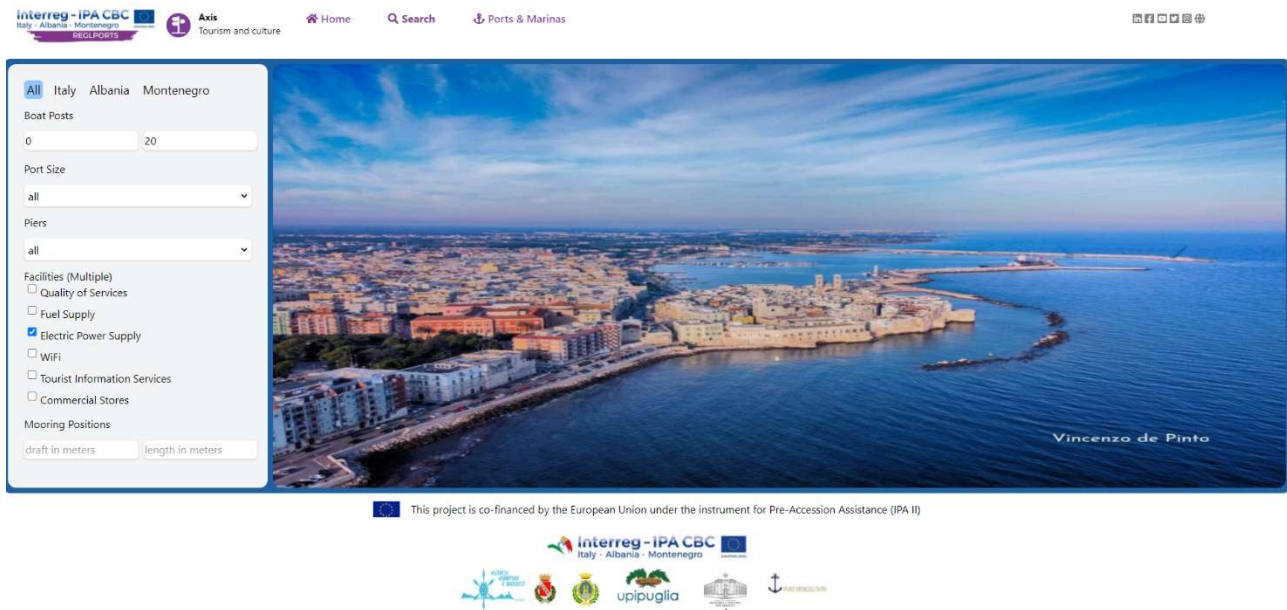 Interreg - IPA CBC
Italy - Albania - Montenegro
REGLPORTS
Axis
Tourism and culture
Home
Search
Ports & Marinas
All Italy Albania Montenegro
Boat Posts
0 20
Port Size
all
Piers
all
Facilities (Multiple)
Quality of Services
Fuel Supply
Electric Power Supply
WiFi
Tourist Information Services
Commercial Stores
Mooring Positions
draft in meters length in meters
Vincenzo de Pinto
This project is co-financed by the European Union under the instrument for Pre-Accession Assistance (IPA II)
Interreg - IPA CBC
Italy - Albania - Montenegro
upipuglia